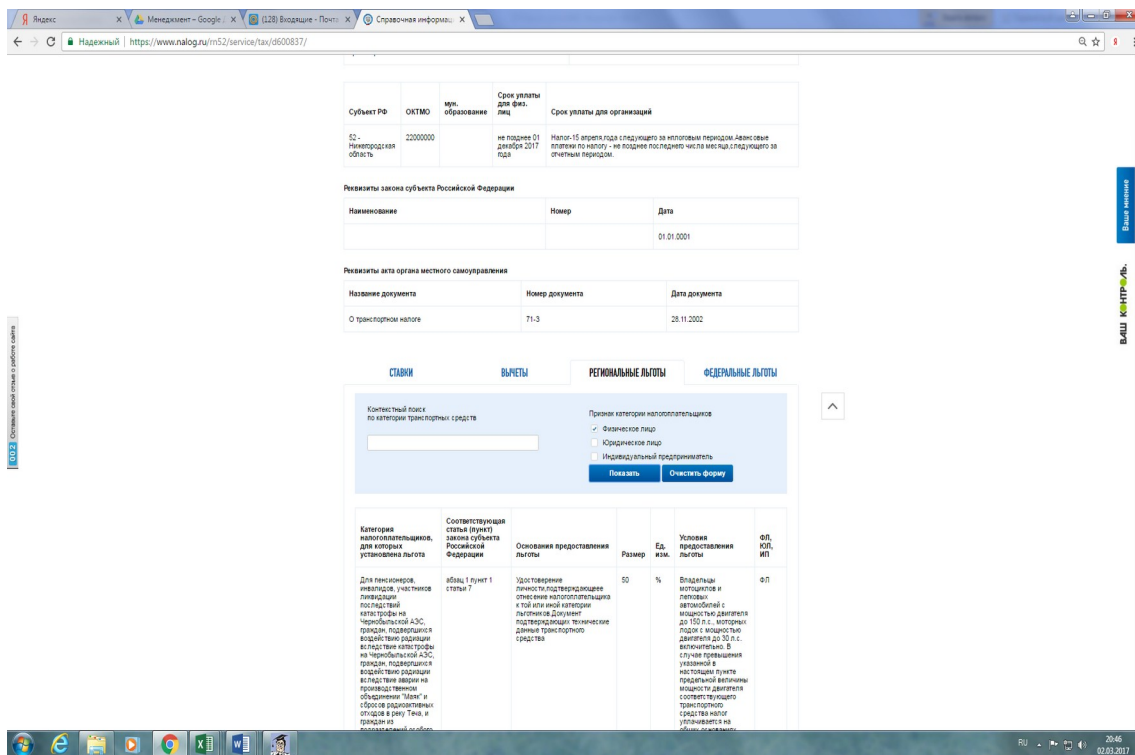 Яндекс
Менеджмент – Google
(128) Входящие - Почта
Справочная информац
Надежный
https://www.nalog.ru/rn52/service/tax/d600837/
Субъект РФ
ОКТМО
мун.
образование
Срок уплаты
для физ.
лиц
Срок уплаты для организаций
52 -
Нижегородская
область
22000000
не позднее 01
декабря 2017
года
Налог-15 апреля,года следующего за нплоговым периодом.Авансовые
платежи по налогу - не позднее последнего числа месяца,следующего за
отчетным периодом.
Реквизиты закона субъекта Российской Федерации
Наименование
Номер
Дата
01.01.0001
Реквизиты акта органа местного самоуправления
Название документа
Номер документа
Дата документа
О транспортном налоге
71-З
28.11.2002
СТАВКИ
ВЫЧЕТЫ
РЕГИОНАЛЬНЫЕ ЛЬГОТЫ
ФЕДЕРАЛЬНЫЕ ЛЬГОТЫ
Контекстный поиск
по категории транспортных средств
Признак категории налогоплательщиков
Физическое лицо
Юридическое лицо
Индивидуальный предприниматель
Показать
Очистить форму
Категория
налогоплательщиков,
для которых
установлена льгота
Соответствующая
статья (пункт)
закона субъекта
Российской
Федерации
Основания предоставления
льготы
Размер
Ед.
изм.
Условия
предоставления
льготы
ФЛ,
ЮЛ,
ИП
Для пенсионеров,
инвалидов, участников
ликвидации
последствий
катастрофы на
Чернобыльской АЭС,
граждан, подвергшихся
воздействию радиации
вследствие катастрофы
на Чернобыльской АЭС,
граждан, подвергшихся
воздействию радиации
вследствие аварии на
производственном
объединении "Маяк" и
сбросов радиоактивных
отходов в реку Теча, и
граждан из
подразделений особого
абзац 1 пункт 1
статьи 7
Удостоверение
личности,подтверждающее
отнесение налогоплательщика
к той или иной категории
льготников.Документ
подтверждающих технические
данные транспортного
средства
50
%
Владельцы
мотоциклов и
легковых
автомобилей с
мощностью двигателя
до 150 л.с., моторных
лодок с мощностью
двигателя до 30 л.с.
включительно. В
случае превышения
указанной в
настоящем пункте
предельной величины
мощности двигателя
соответствующего
транспортного
средства налог
уплачивается на
общих основаниях
ФЛ
Ваше мнение
ВАШ КОНТРОЛЬ.
002 Оставьте свой отзыв о работе сайта
RU
20:46
02.03.2017